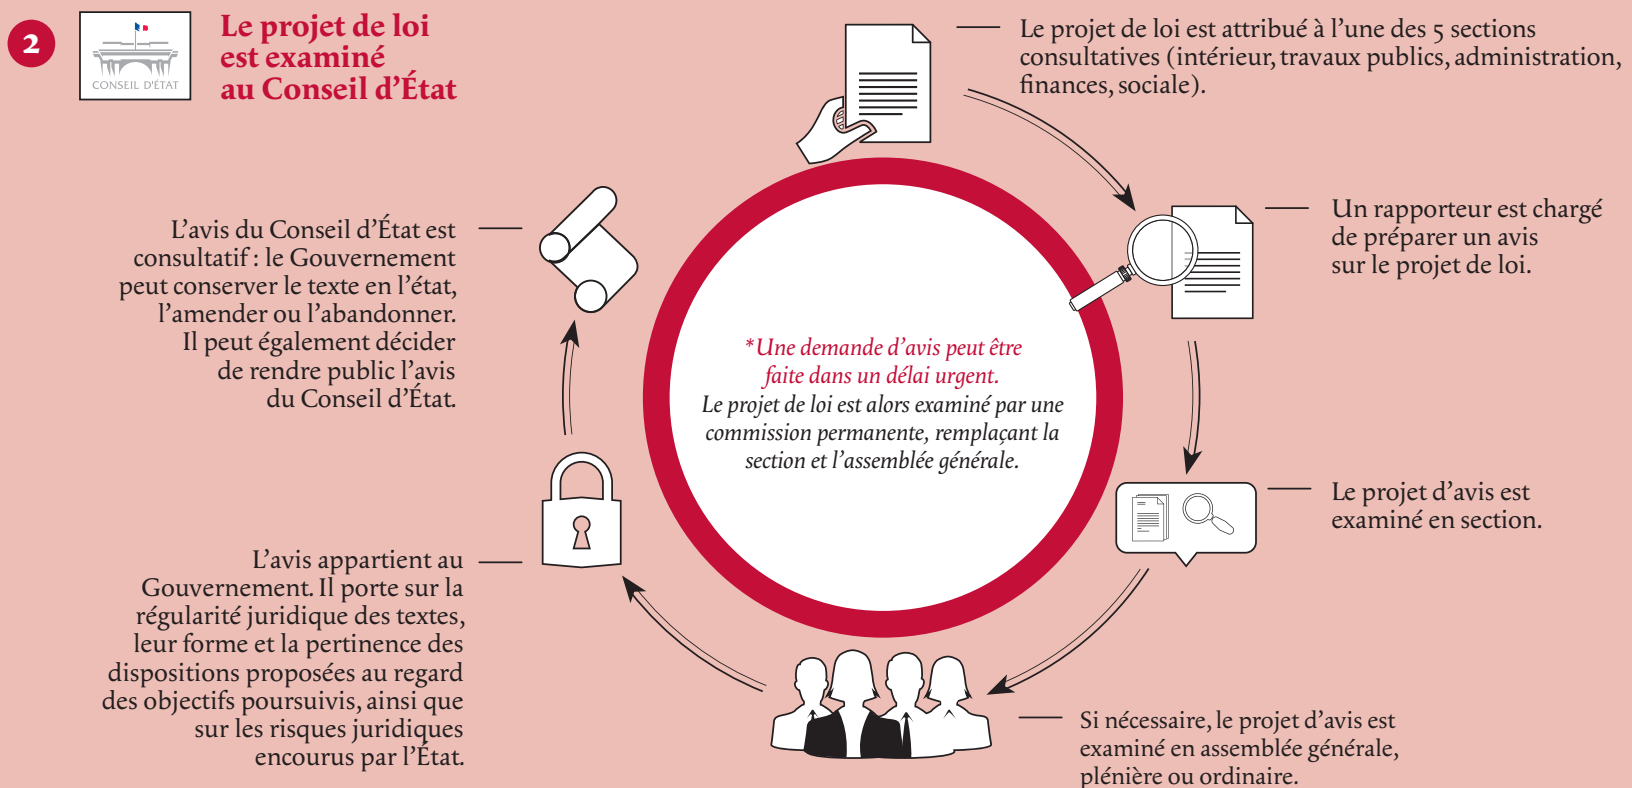 2
CONSEIL D'ÉTAT
Le projet de loi
est examiné
au Conseil d'État
Le projet de loi est attribué à l'une des 5 sections
consultatives (intérieur, travaux publics, administration,
finances, sociale).
Un rapporteur est chargé
de préparer un avis
sur le projet de loi.
Le projet d'avis est
examiné en section.
Si nécessaire, le projet d'avis est
examiné en assemblée générale,
plénière ou ordinaire.
L'avis appartient au
Gouvernement. Il porte sur la
régularité juridique des textes,
leur forme et la pertinence des
dispositions proposées au regard
des objectifs poursuivis, ainsi que
sur les risques juridiques
encourus par l'État.
L'avis du Conseil d'État est
consultatif : le Gouvernement
peut conserver le texte en l'état,
l'amender ou l'abandonner.
Il peut également décider
de rendre public l'avis
du Conseil d'État.
*Une demande d'avis peut être
faite dans un délai urgent.
Le projet de loi est alors examiné par une
commission permanente, remplaçant la
section et l'assemblée générale.